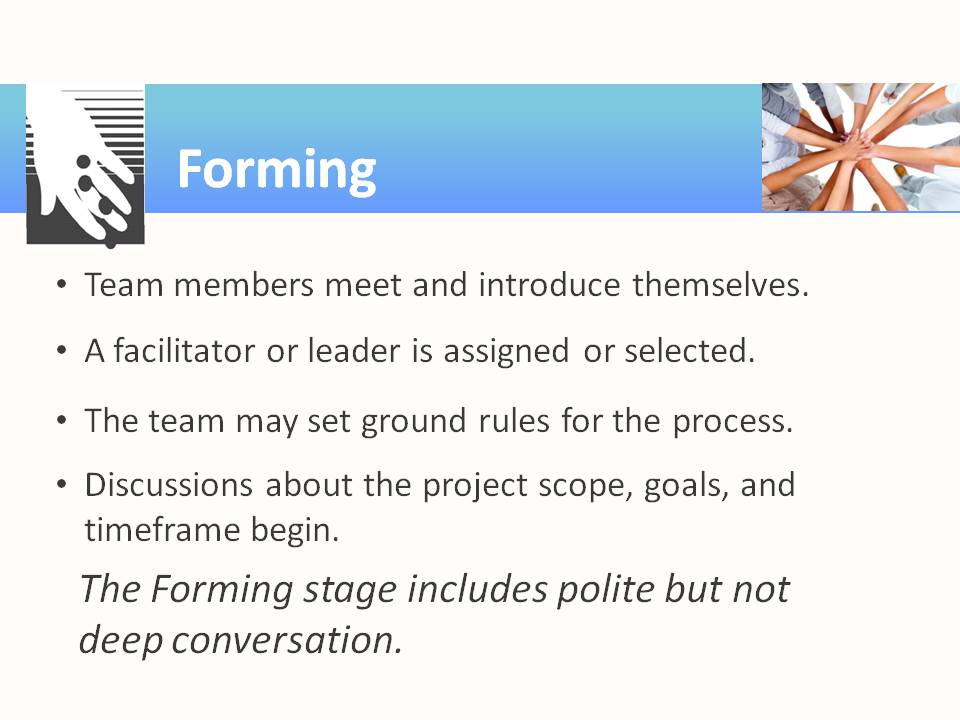 Forming
• Team members meet and introduce themselves.
• A facilitator or leader is assigned or selected.
• The team may set ground rules for the process.
• Discussions about the project scope, goals, and
timeframe begin.
The Forming stage includes polite but not
deep conversation.